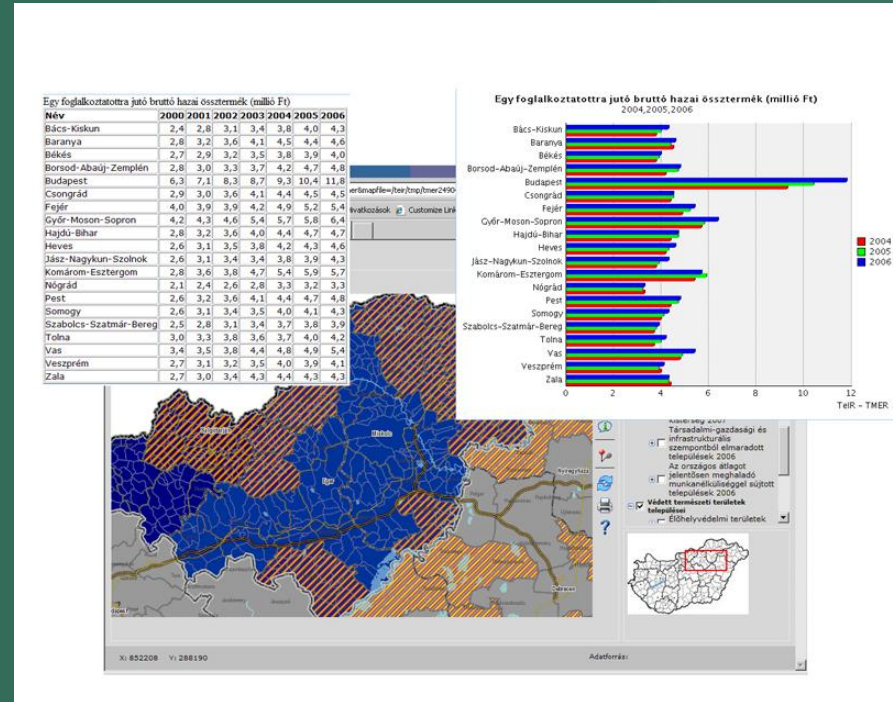 Egy foglalkoztatottra jutó bruttó hazai össztermék (millió Ft)
Név 2000 2001 2002 2003 2004 2005 2006
Bács-Kiskun 2,4 2,8 3,1 3,4 3,8 4,0 4,3
Baranya 2,8 3,2 3,6 4,1 4,5 4,4 4,6
Békés 2,7 2,9 3,2 3,5 3,8 3,9 4,0
Borsod-Abaúj-Zemplén 2,8 3,0 3,3 3,7 4,2 4,7 4,8
Budapest 6,3 7,1 8,3 8,7 9,3 10,4 11,8
Csongrád 2,9 3,0 3,6 4,1 4,4 4,5 4,5
Fejér 4,0 3,9 3,9 4,2 4,9 5,2 5,4
Győr-Moson-Sopron 4,2 4,3 4,6 5,4 5,7 5,8 6,4
Hajdú-Bihar 2,8 3,2 3,6 4,0 4,4 4,7 4,7
Heves 2,6 3,1 3,5 3,8 4,2 4,3 4,6
Jász-Nagykun-Szolnok 2,6 3,1 3,4 3,4 3,8 3,9 4,3
Komárom-Esztergom 2,8 3,6 3,8 4,7 5,4 5,9 5,7
Nógrád 2,1 2,4 2,6 2,8 3,3 3,2 3,3
Pest 2,6 3,2 3,6 4,1 4,4 4,7 4,8
Somogy 2,6 3,1 3,4 3,5 4,0 4,1 4,3
Szabolcs-Szatmár-Bereg 2,5 2,8 3,1 3,4 3,7 3,8 3,9
Tolna 3,0 3,3 3,8 3,6 3,7 4,0 4,2
Vas 3,4 3,5 3,8 4,4 4,8 4,9 5,4
Veszprém 2,7 3,1 3,2 3,5 4,0 3,9 4,1
Zala 2,7 3,0 3,4 4,3 4,4 4,3 4,3
Egy foglalkoztatottra jutó bruttó hazai össztermék (millió Ft)
2004,2005,2006
Bács-Kiskun
Baranya
Békés
Borsod-Abaúj-Zemplén
Budapest
Csongrád
Fejér
Győr-Moson-Sopron
Hajdú-Bihar
Heves
Jász-Nagykun-Szolnok
Komárom-Esztergom
Nógrád
Pest
Somogy
Szabolcs-Szatmár-Bereg
Tolna
Vas
Veszprém
Zala
0 2 4 6 8 10 12
2004
2005
2006
TeIR - TMER
ner&mapfile=/teir/tmp/tmer2490
ivatkozások Customize Link
Kistérség 2007
Társadalmi-gazdasági és
infrastrukturális
szempontból elmaradott
települések 2006
Az országos átlagot
jelentősen meghaladó
munkanélküliséggel sújtott
települések 2006
Védett természeti területek
települései
Élőhelyvédelmi területek
Miskolc
Eger
Nyíregyháza
Debrecen
X: 852208 Y: 288190
Adatforrás: